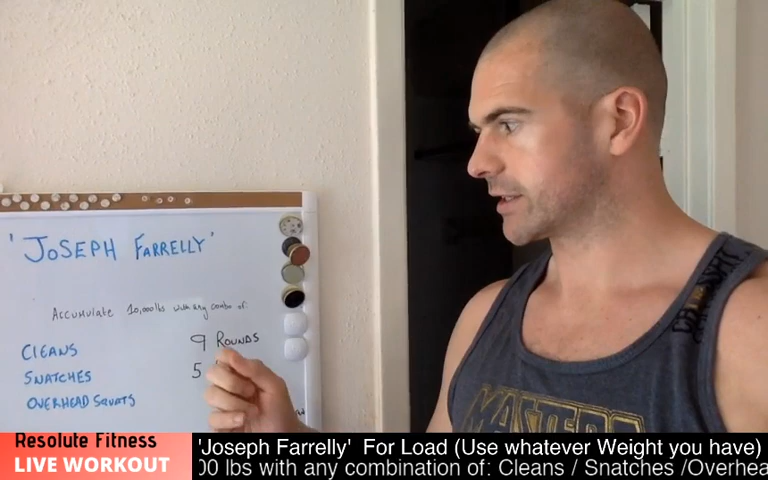 'JOSEPH FARRELLY'
Accumulate 10,000lbs with any combo of:
CLEANS
9 ROUNDS
SNATCHES
5
OVERHEAD SQUATS
MASTERS
Resolute Fitness
LIVE WORKOUT
'Joseph Farrelly' For Load (Use whatever Weight you have)
00 lbs with any combination of: Cleans / Snatches /Overhea